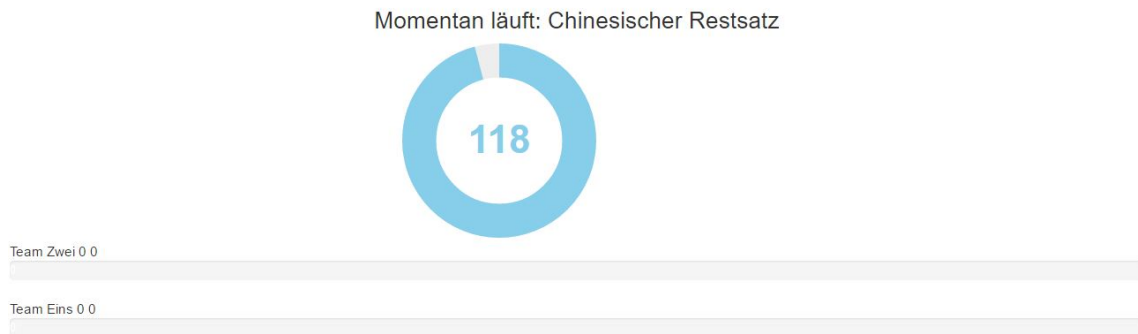 Momentan läuft: Chinesischer Restsatz
118
Team Zwei 0 0
Team Eins 0 0